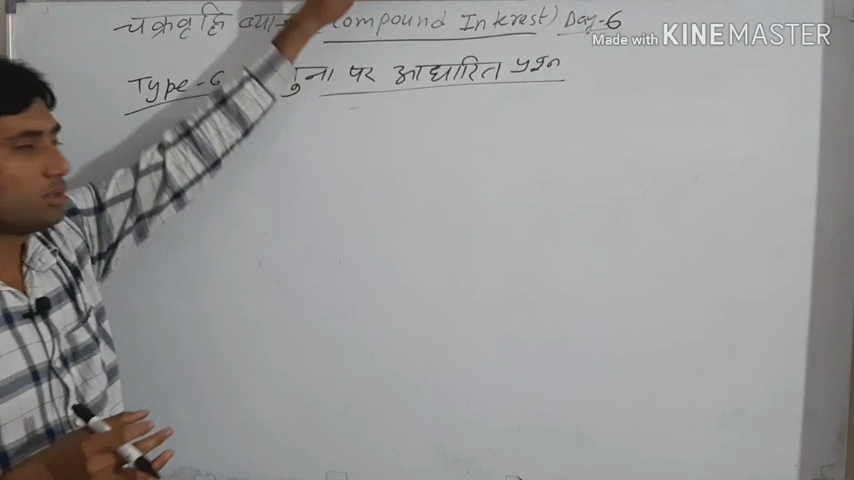 चक्रवृद्धि ब्या Compound Interest) Day-6
Made with KINEMASTER
Type-6 गुना पर आधारित प्रश्न